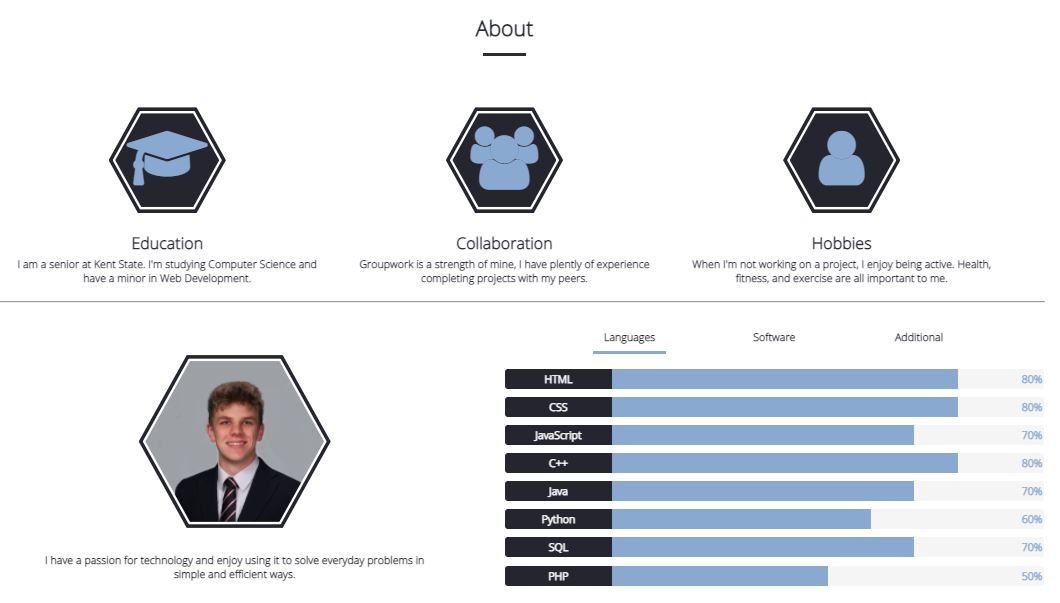 About
Education
I am a senior at Kent State. I'm studying Computer Science and
have a minor in Web Development.
Collaboration
Groupwork is a strength of mine, I have plently of experience
completing projects with my peers.
Hobbies
When I'm not working on a project, I enjoy being active. Health,
fitness, and exercise are all important to me.
I have a passion for technology and enjoy using it to solve everyday problems in
simple and efficient ways.
Languages Software Additional
HTML 80%
CSS 80%
JavaScript 70%
C++ 80%
Java 70%
Python 60%
SQL 70%
PHP 50%